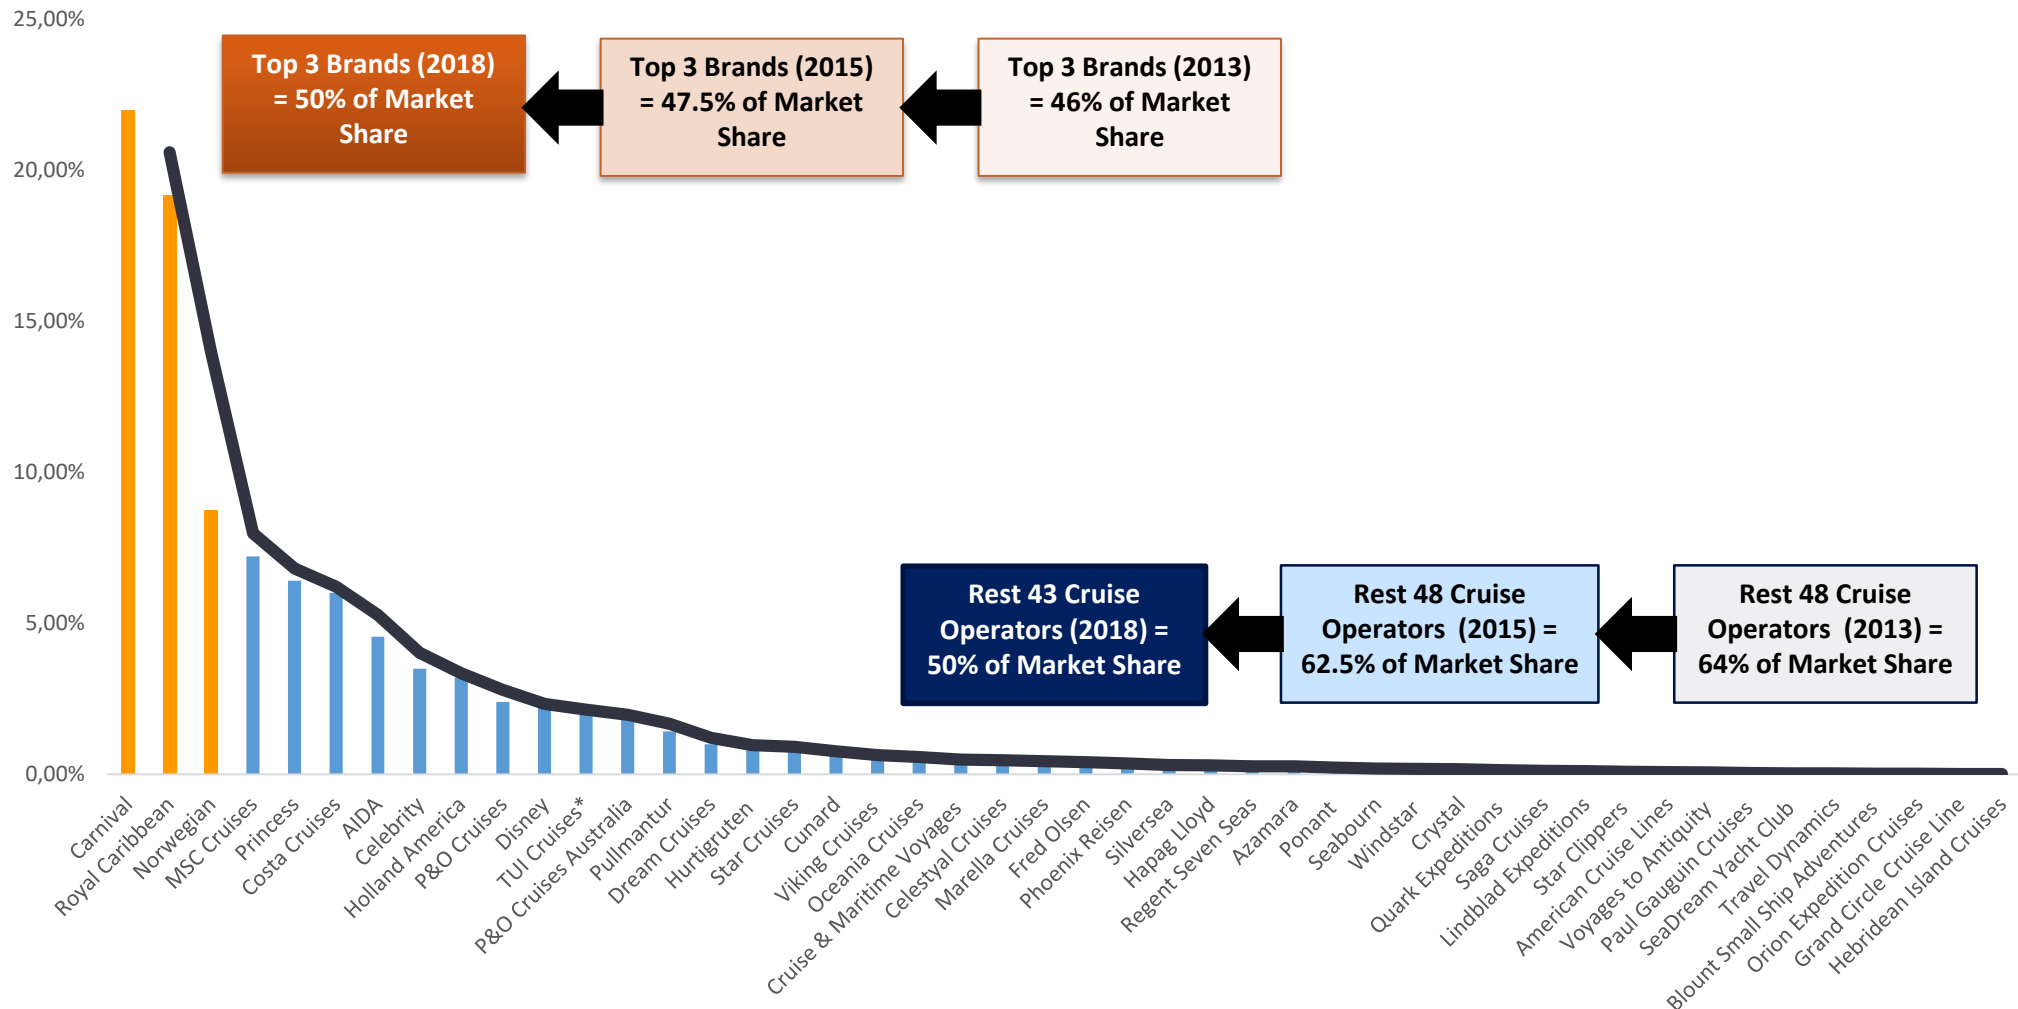 25,00%
20,00%
15,00%
10,00%
5,00%
0,00%
Top 3 Brands (2018)
= 50% of Market
Share
Top 3 Brands (2015)
= 47.5% of Market
Share
Top 3 Brands (2013)
= 46% of Market
Share
Rest 43 Cruise
Operators (2018) =
50% of Market Share
Rest 48 Cruise
Operators  (2015) =
62.5% of Market Share
Rest 48 Cruise
Operators  (2013) =
64% of Market Share
Carnival
Royal Caribbean
Norwegian
MSC Cruises
Princess
Costa Cruises
AIDA
Celebrity
Holland America
P&O Cruises
Disney
TUI Cruises*
P&O Cruises Australia
Pullmantur
Dream Cruises
Hurtigruten
Star Cruises
Cunard
Viking Cruises
Oceania Cruises
Cruise & Maritime Voyages
Celestyal Cruises
Marella Cruises
Fred Olsen
Phoenix Reisen
Silversea
Hapag Lloyd
Regent Seven Seas
Azamara
Ponant
Seabourn
Windstar
Crystal
Quark Expeditions
Saga Cruises
Lindblad Expeditions
Star Clippers
American Cruise Lines
Voyages to Antiquity
Paul Gauguin Cruises
SeaDream Yacht Club
Travel Dynamics
Blount Small Ship Adventures
Orion Expedition Cruises
Grand Circle Cruise Line
Hebridean Island Cruises